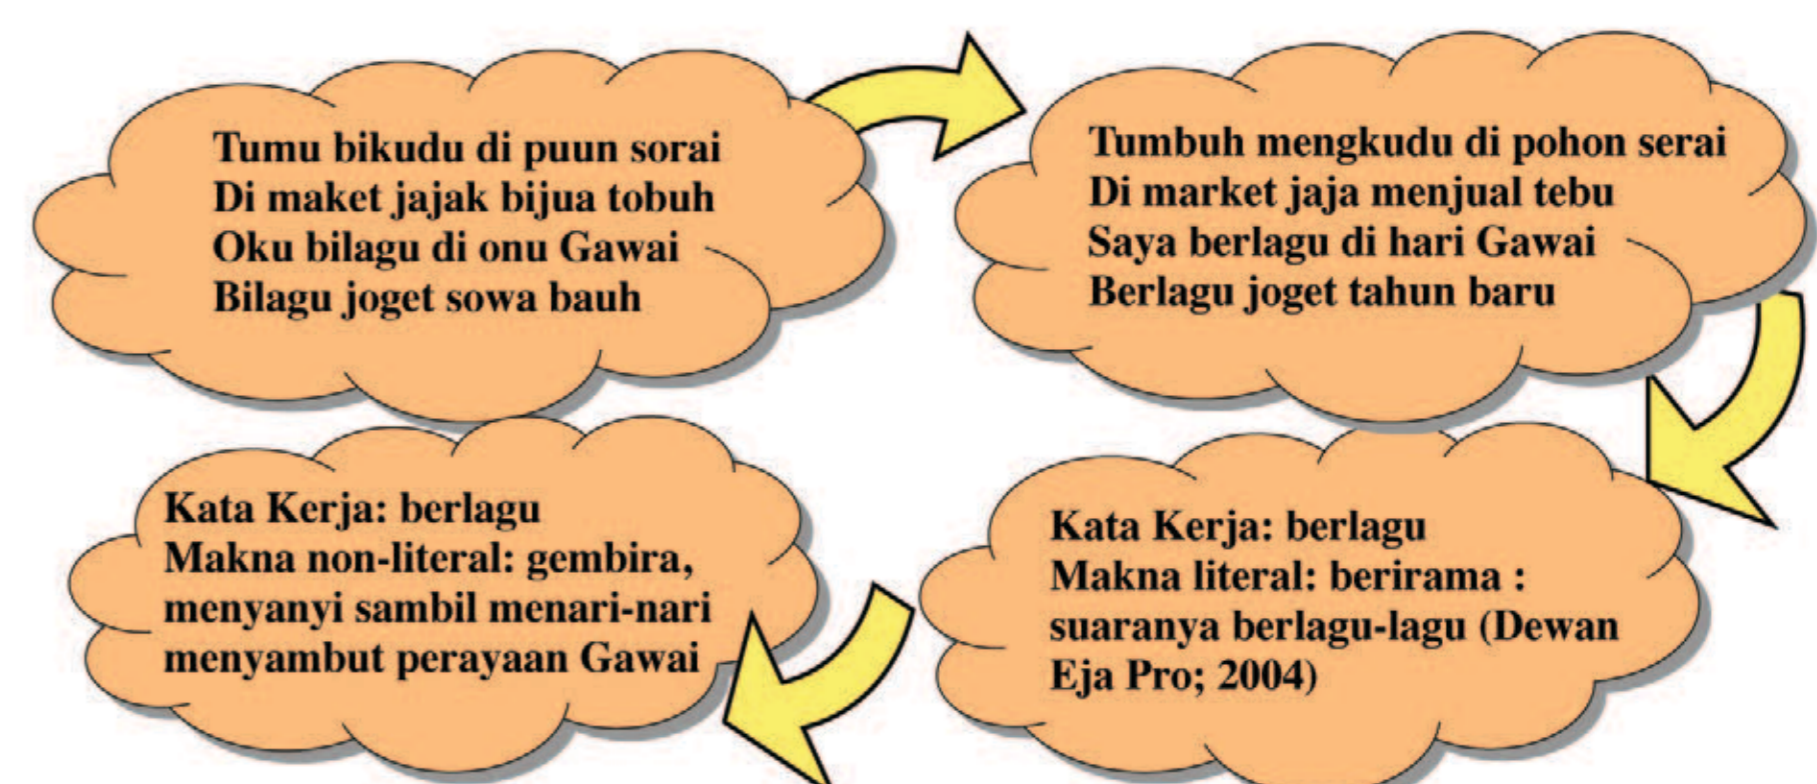 Tumu bikudu di puun sorai
Di maket jajak bijua tobuh
Oku bilagu di onu Gawai
Bilagu joget sowa bauh
Tumbuh mengkudu di pohon serai
Di market jaja menjual tebu
Saya berlagu di hari Gawai
Berlagu joget tahun baru
Kata Kerja: berlagu
Makna literal: berirama :
suaranya berlagu-lagu (Dewan
Eja Pro; 2004)
Kata Kerja: berlagu
Makna non-literal: gembira,
menyanyi sambil menari-nari
menyambut perayaan Gawai